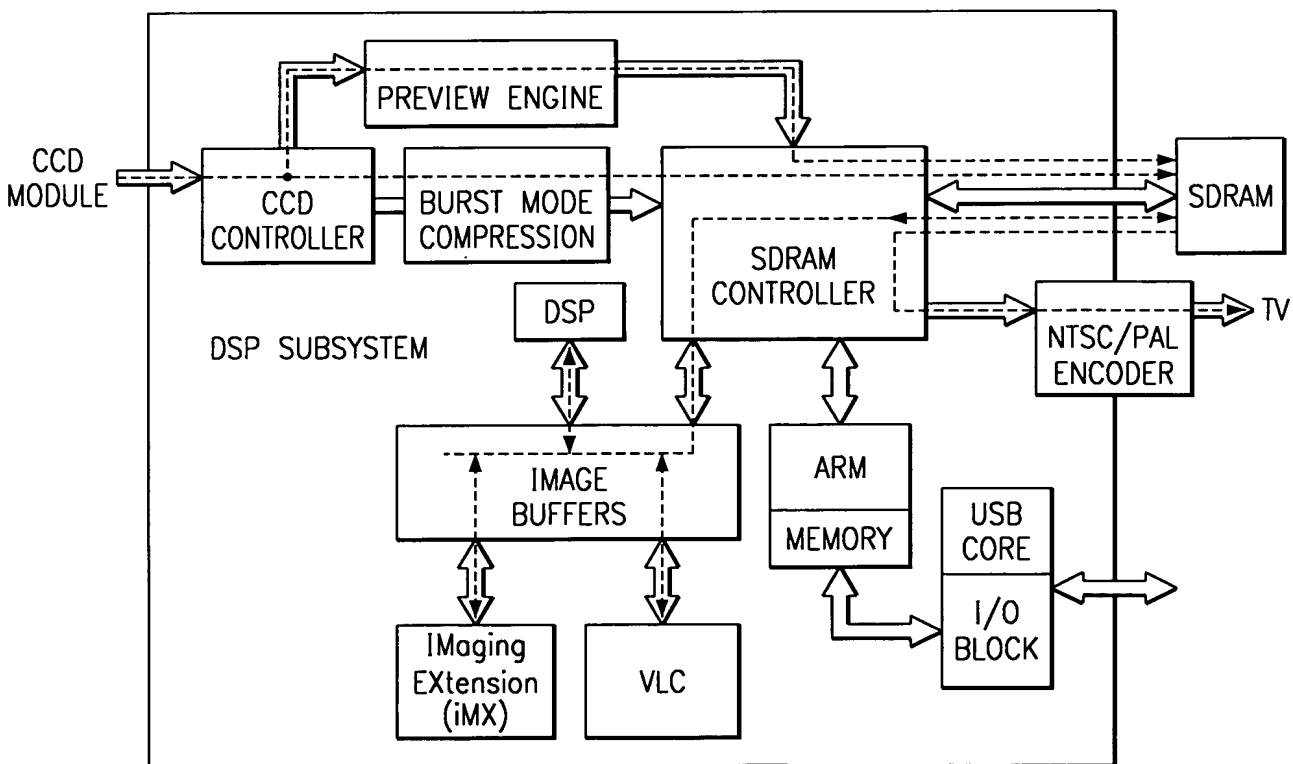 PREVIEW ENGINE
CCD
MODULE
CCD
CONTROLLER
BURST MODE
COMPRESSION
SDRAM
CONTROLLER
SDRAM
DSP
DSP SUBSYSTEM
NTSC/PAL
ENCODER
TV
IMAGE
BUFFERS
ARM
MEMORY
USB
CORE
I/O
BLOCK
IMaging
EXtension
(iMX)
VLC